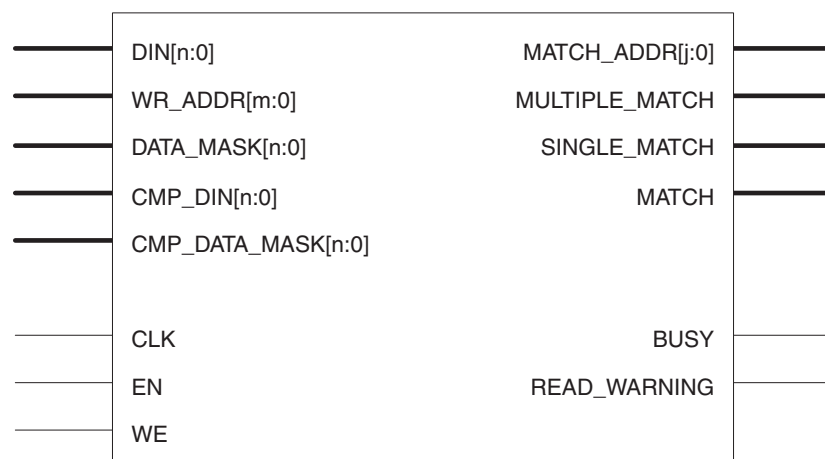 DIN[n:0] MATCH_ADDR[j:0]
WR_ADDR[m:0] MULTIPLE_MATCH
DATA_MASK[n:0] SINGLE_MATCH
CMP_DIN[n:0] MATCH
CMP_DATA_MASK[n:0]
CLK BUSY
EN READ_WARNING
WE